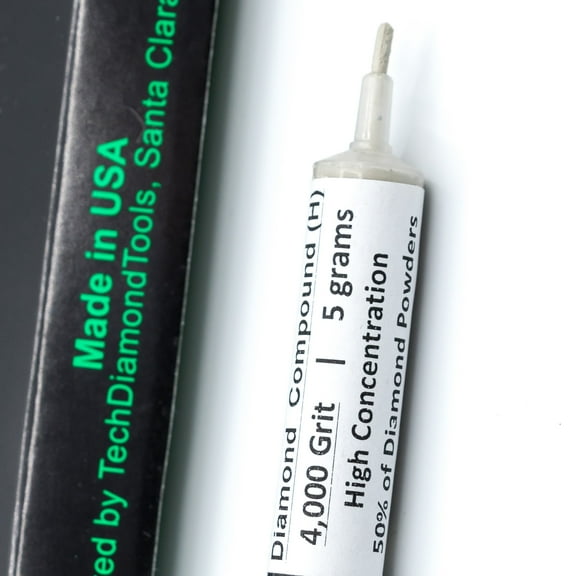 Made in USA
by TechDiamondTools, Santa Clara
Diamond Compound (H)
4,000 Grit | 5 grams
High Concentration
50% of Diamond Powders